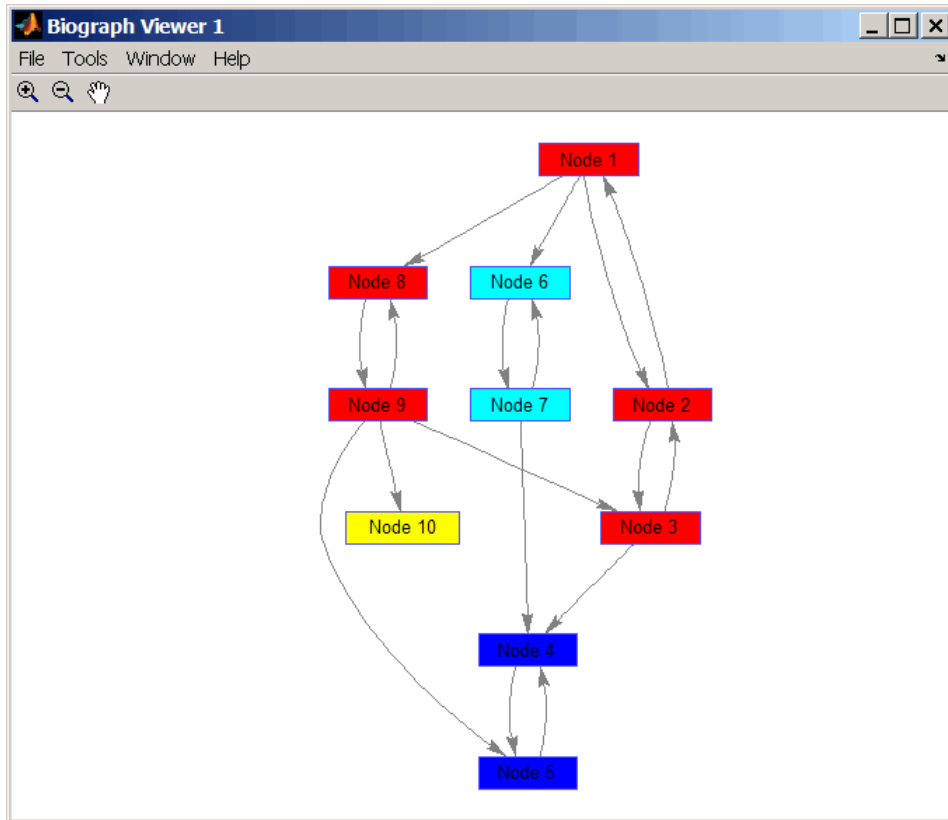 Biograph Viewer 1
File Tools Window Help
Node 1
Node 8 Node 6
Node 9 Node 7 Node 2
Node 10 Node 3
Node 4
Node 5